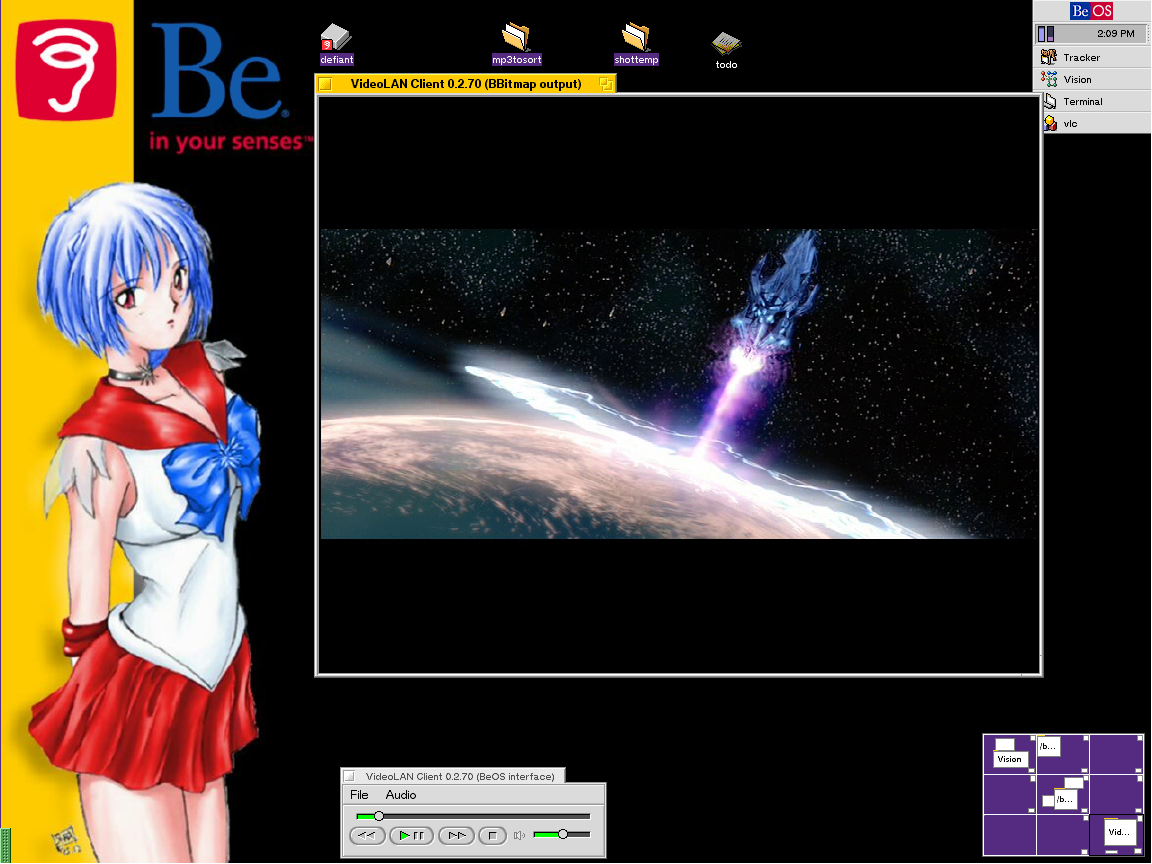 Be
in your senses™
defiant
mp3tosort
shottemp
todo
VideoLAN Client 0.2.70 (BBitmap output)
Be OS
2:09 PM
Tracker
Vision
Terminal
vlc
VideoLAN Client 0.2.70 (BeOS interface)
File Audio
Vision
/b...
/b...
Vid...